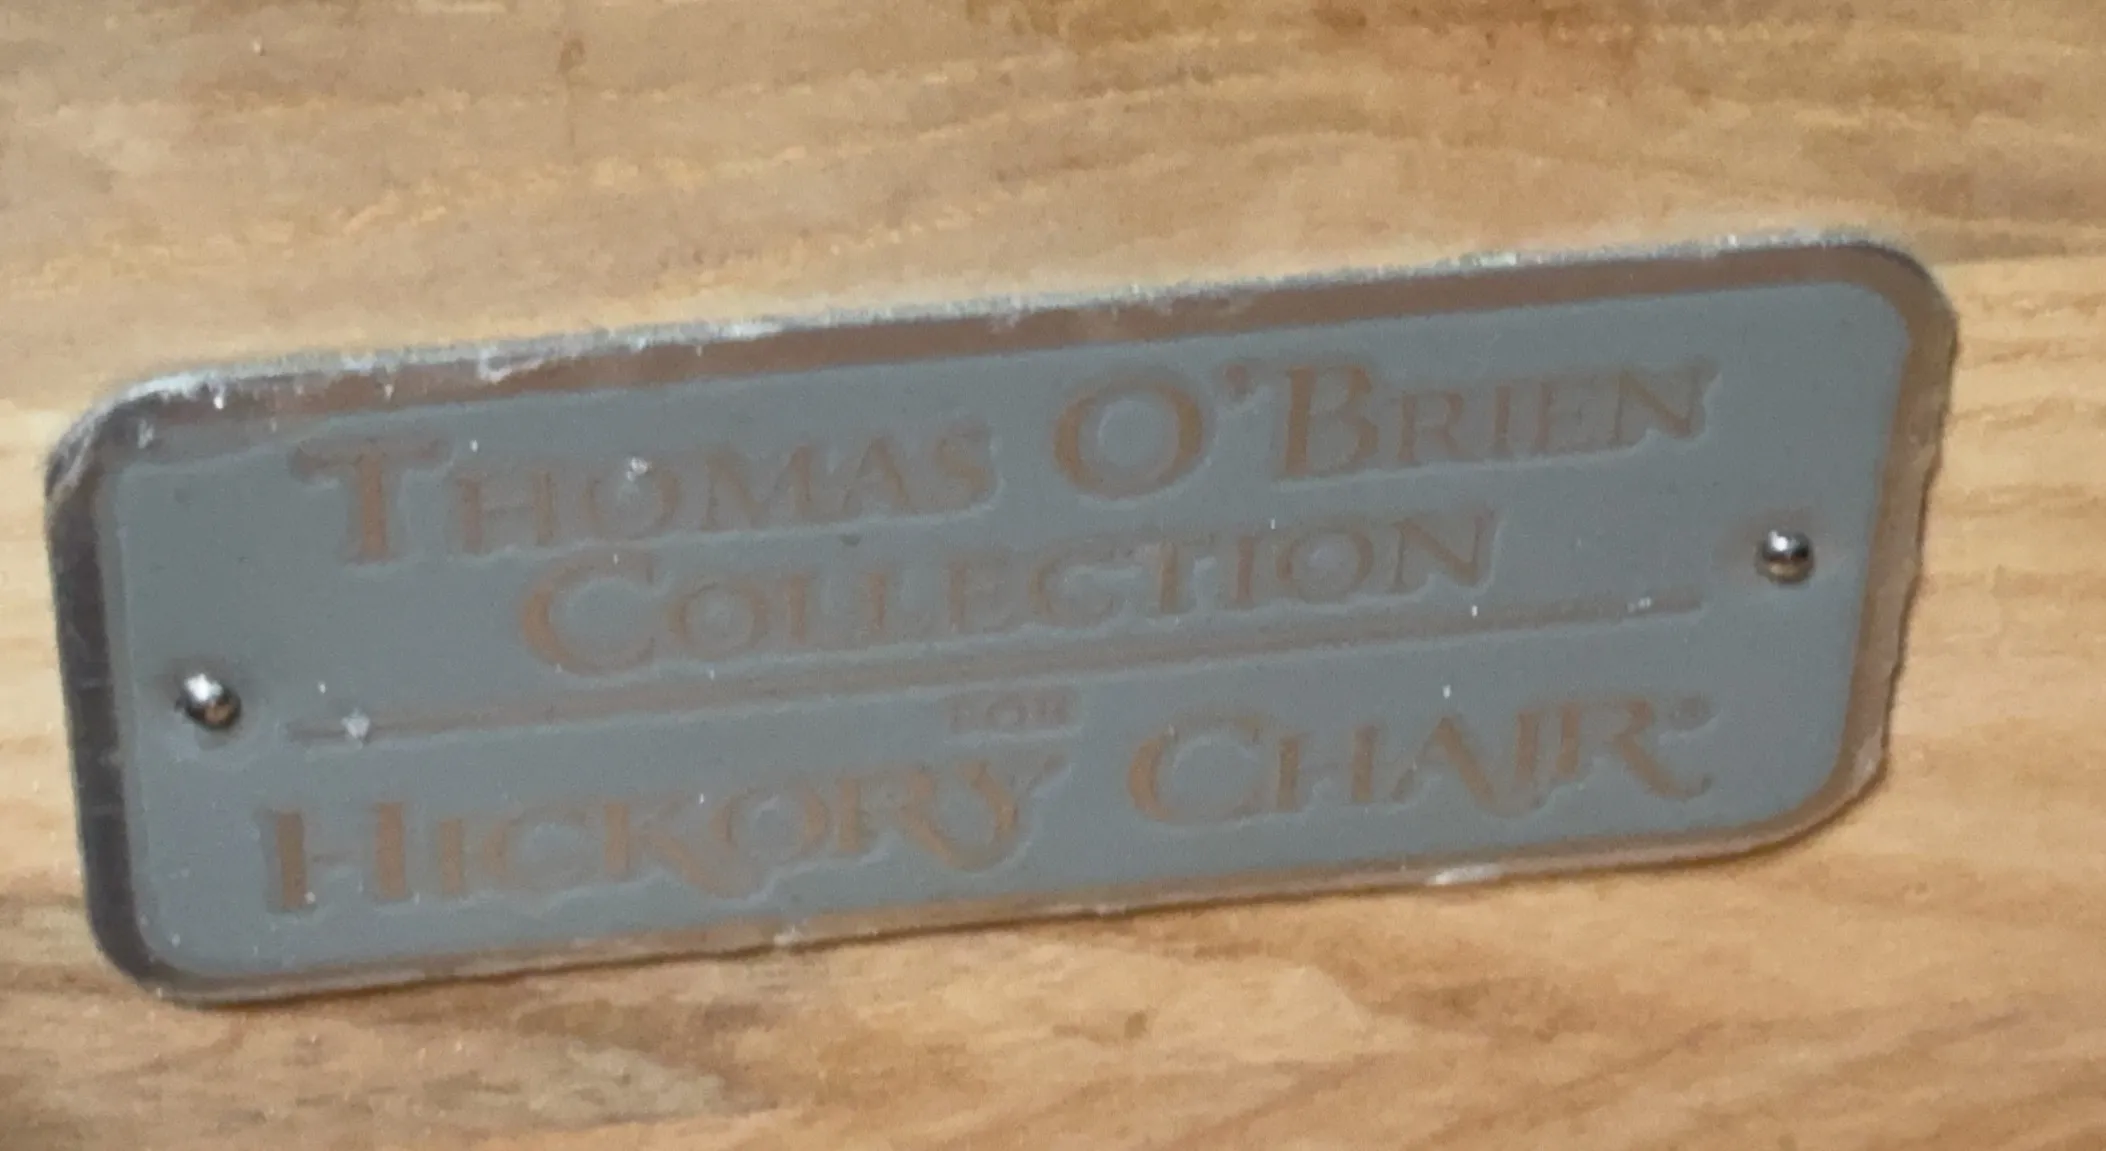 THOMAS O'BRIEN
COLLECTION
FOR
HICKORY CHAIR®